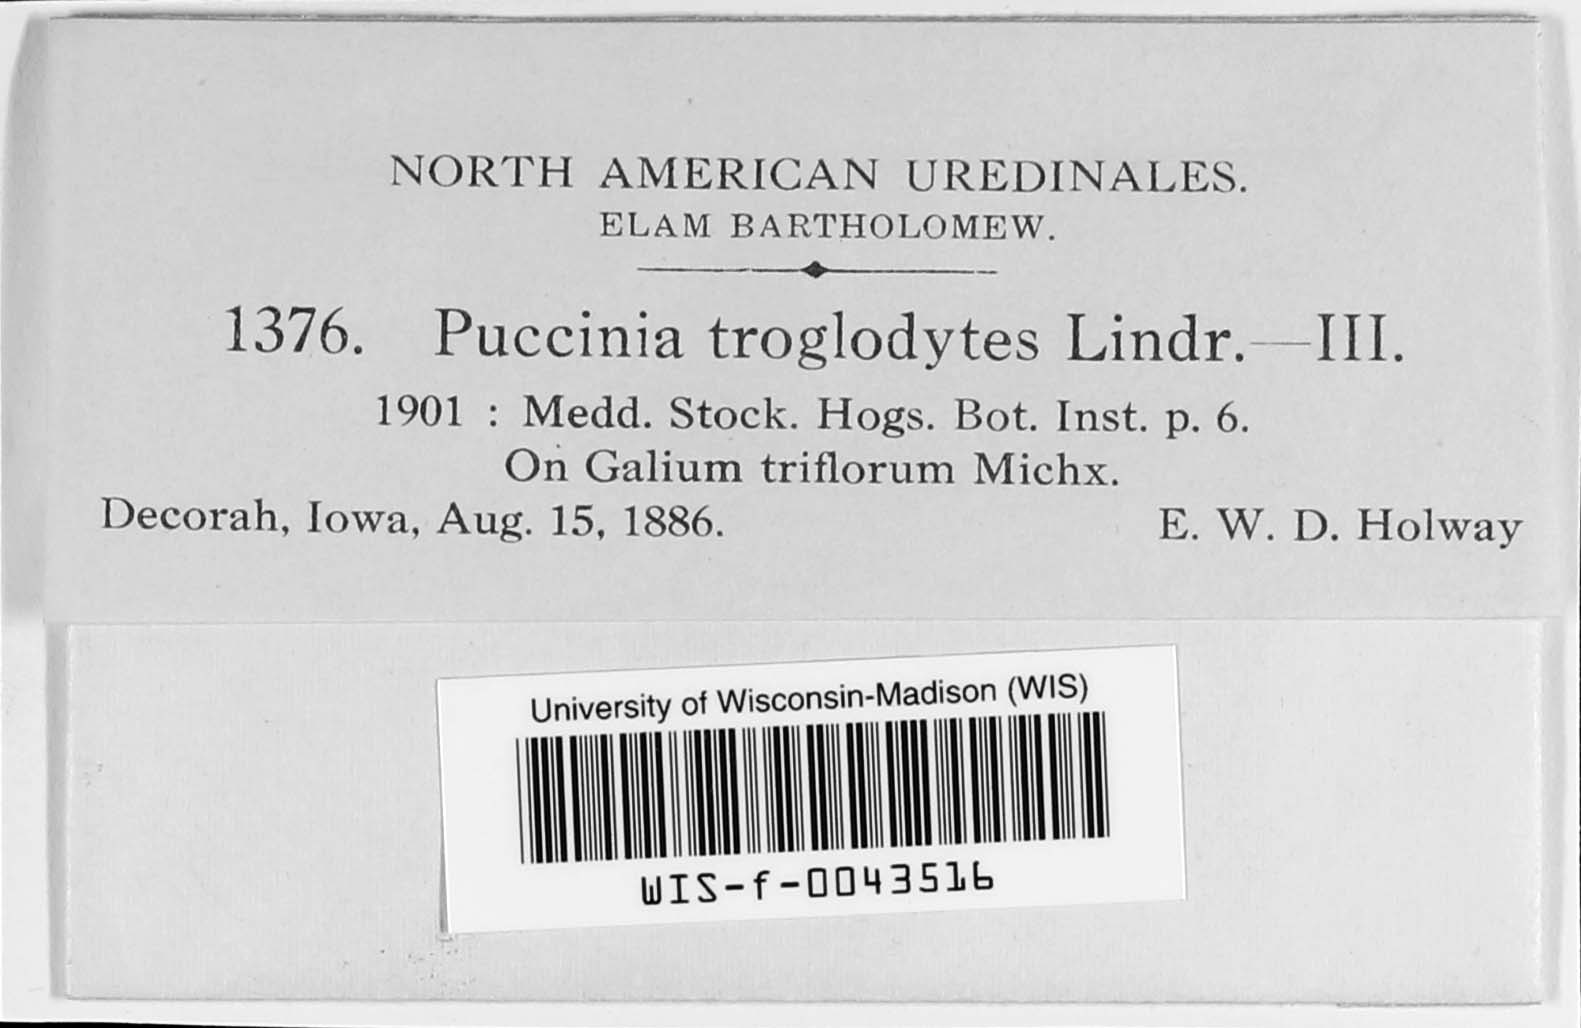 NORTH AMERICAN UREDINALES.
ELAM BARTHOLOMEW.
1376. Puccinia troglodytes Lindr.—III.
1901 : Medd. Stock. Hogs. Bot. Inst. p. 6.
On Galium triflorum Michx.
Decorah, Iowa, Aug. 15, 1886. E. W. D. Holway
University of Wisconsin-Madison (WIS)
WIS-f-0043516